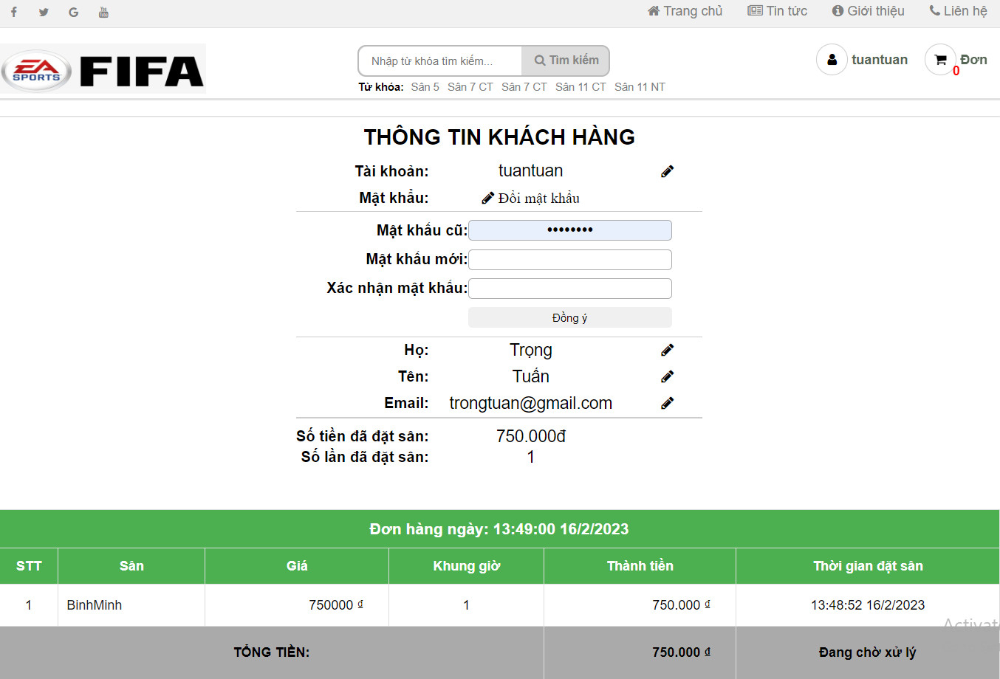 Trang chủ Tin tức Giới thiệu Liên hệ
EA SPORTS FIFA
Nhập từ khóa tìm kiếm... Tìm kiếm
tuantuan
Đơn
0
Từ khóa: Sân 5 Sân 7 CT Sân 7 CT Sân 11 CT Sân 11 NT
THÔNG TIN KHÁCH HÀNG
Tài khoản: tuantuan
Mật khẩu: Đổi mật khẩu
Mật khẩu cũ: ••••••••
Mật khẩu mới:
Xác nhận mật khẩu:
Đồng ý
Họ: Trọng
Tên: Tuấn
Email: trongtuan@gmail.com
Số tiền đã đặt sân: 750.000đ
Số lần đã đặt sân: 1
Đơn hàng ngày: 13:49:00 16/2/2023
STT Sân Giá Khung giờ Thành tiền Thời gian đặt sân
1 BinhMinh 750000 ₫ 1 750.000 ₫ 13:48:52 16/2/2023
Activat
TỔNG TIỀN: 750.000 ₫ Đang chờ xử lý